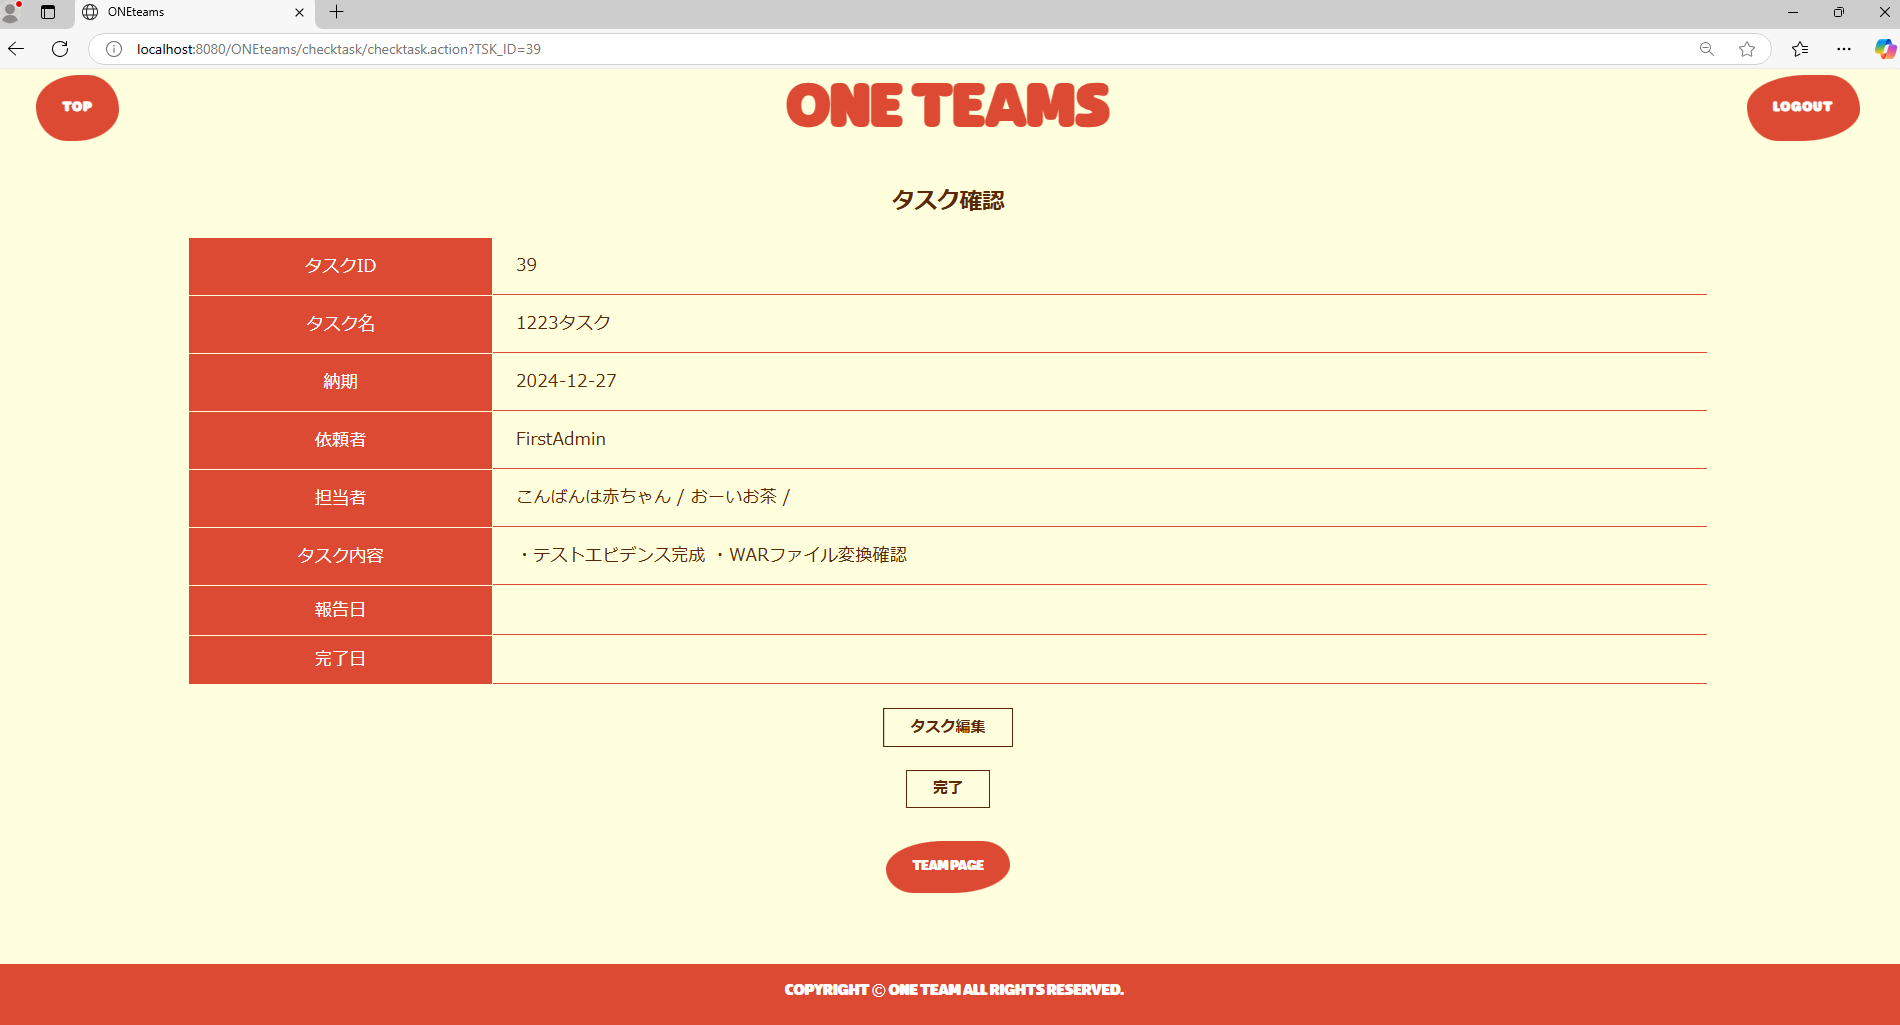 ONEteams
localhost:8080/ONEteams/checktask/checktask.action?TSK_ID=39
TOP
ONE TEAMS
LOGOUT
タスク確認
タスクID 39
タスク名 1223タスク
納期 2024-12-27
依頼者 FirstAdmin
担当者 こんばんは赤ちゃん / おーいお茶 /
タスク内容 ・テストエビデンス完成 ・WARファイル変換確認
報告日
完了日
タスク編集
完了
TEAM PAGE
COPYRIGHT © ONE TEAM ALL RIGHTS RESERVED.